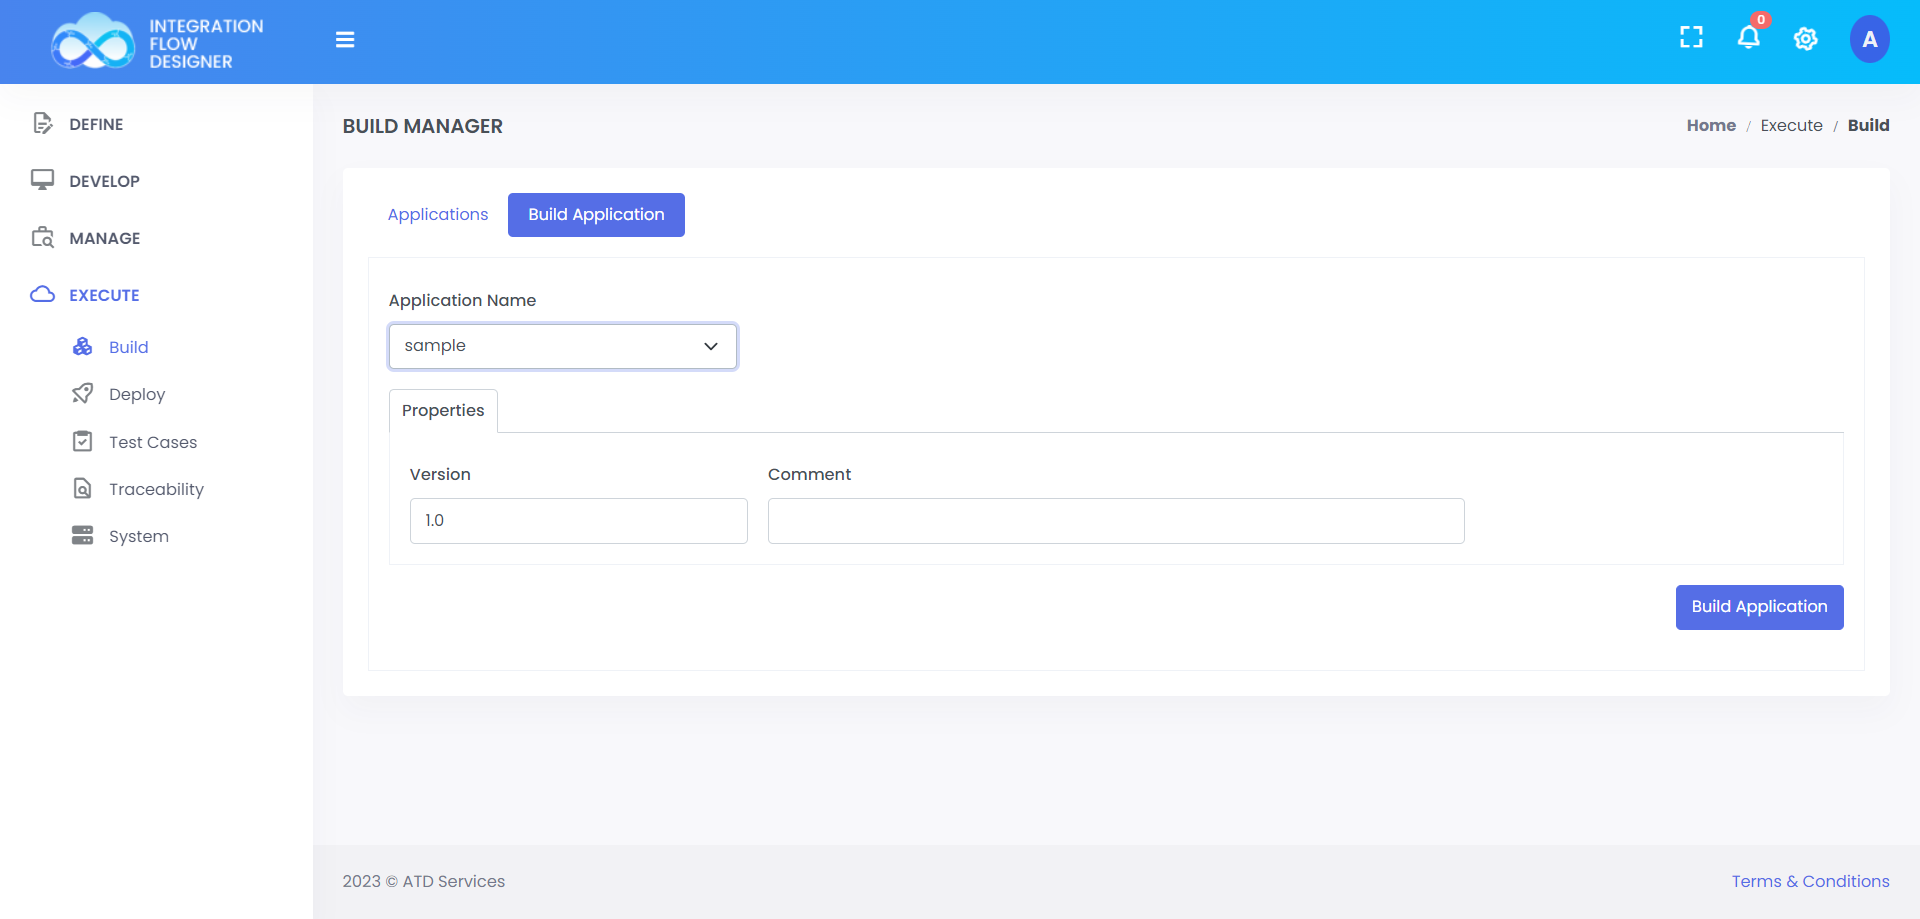 INTEGRATION
FLOW
DESIGNER
0
A
DEFINE
DEVELOP
MANAGE
EXECUTE
Build
Deploy
Test Cases
Traceability
System
BUILD MANAGER
Home / Execute / Build
Applications
Build Application
Application Name
sample
Properties
Version
Comment
1.0
Build Application
2023 © ATD Services
Terms & Conditions